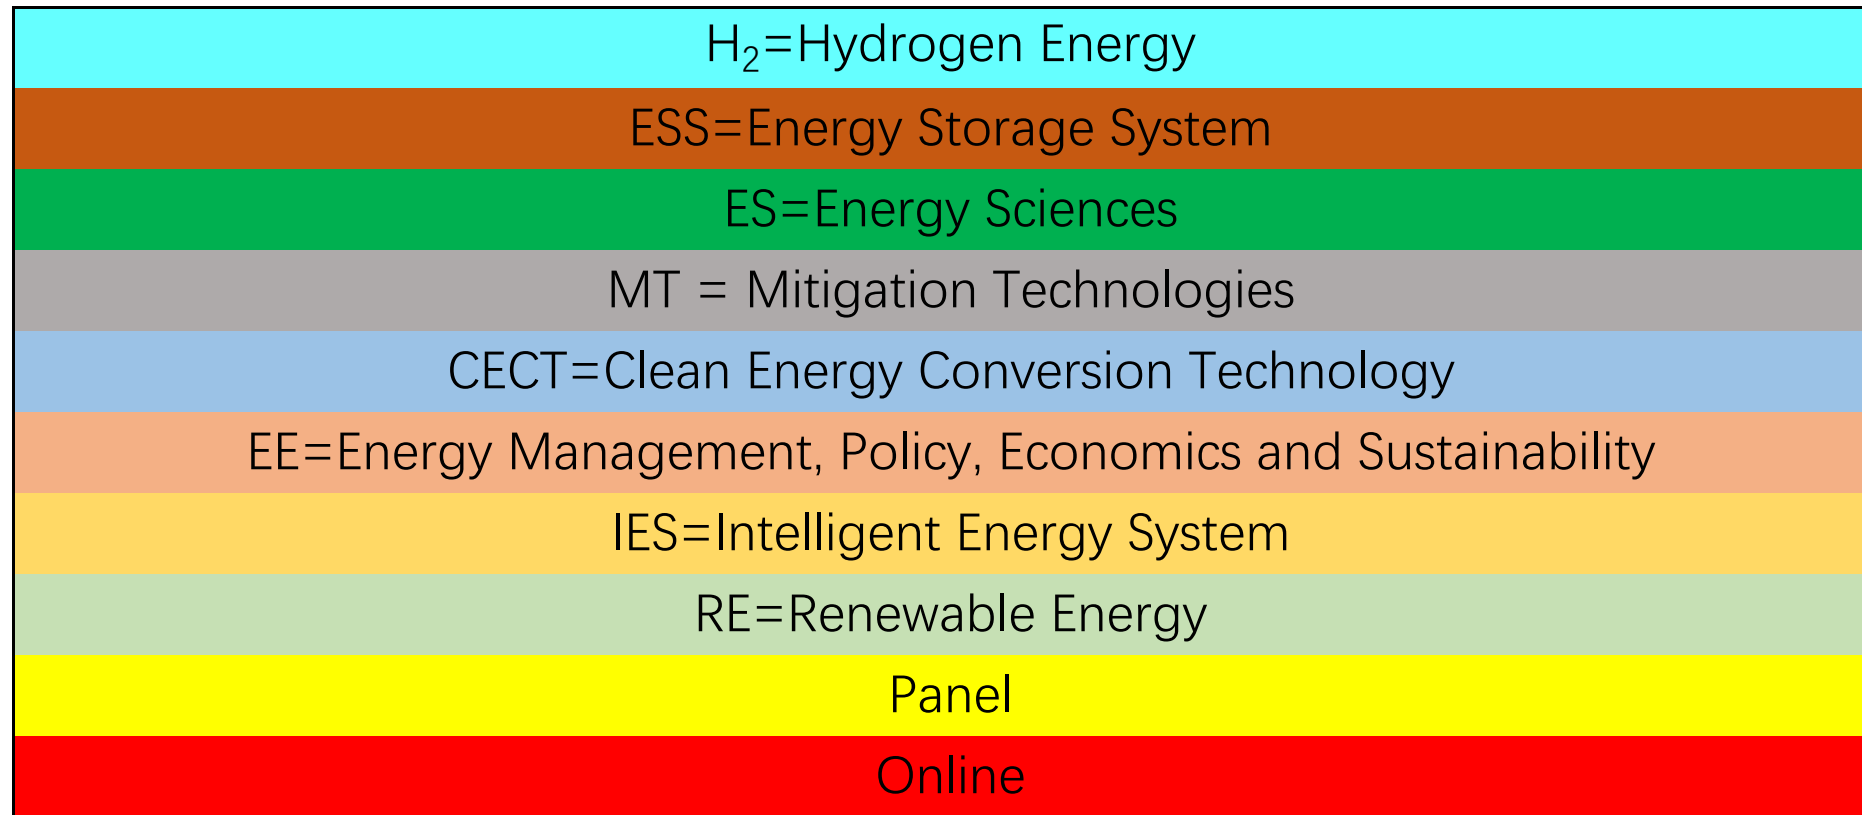 H₂=Hydrogen Energy
ESS=Energy Storage System
ES=Energy Sciences
MT = Mitigation Technologies
CECT=Clean Energy Conversion Technology
EE=Energy Management, Policy, Economics and Sustainability
IES=Intelligent Energy System
RE=Renewable Energy
Panel
Online